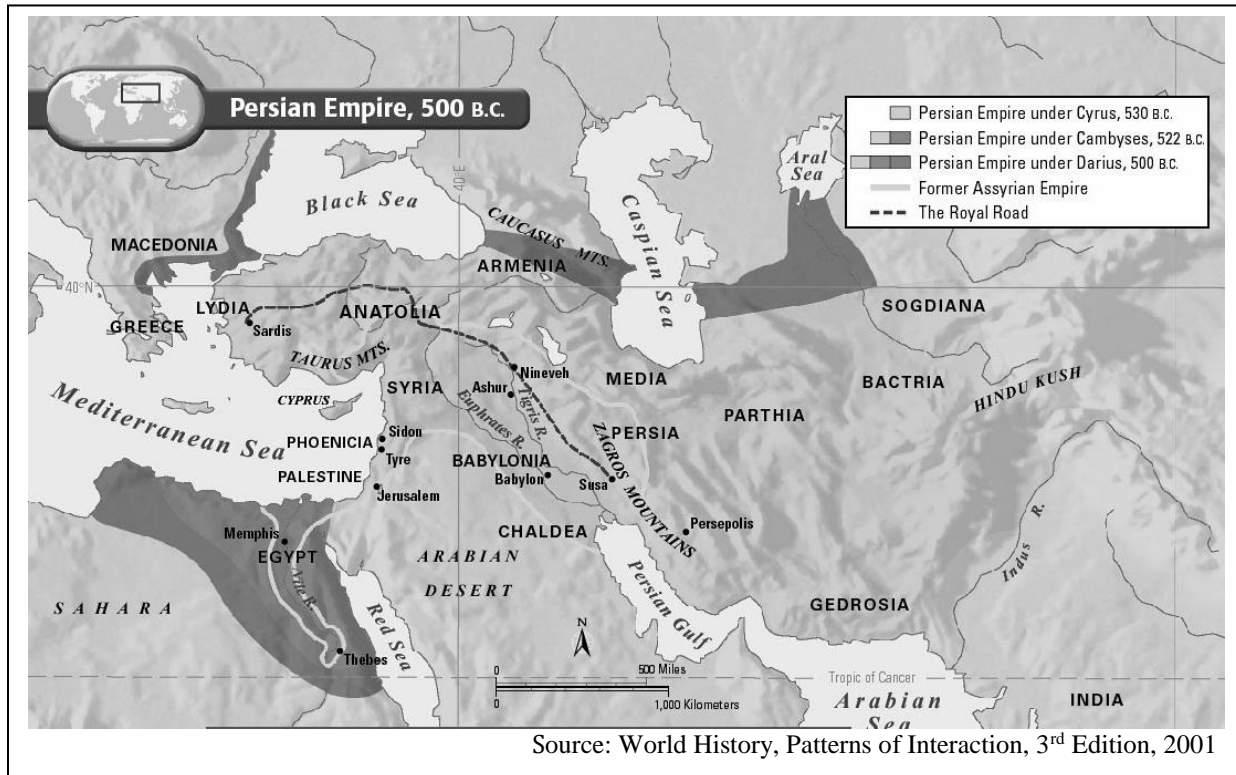 Persian Empire, 500 B.C.
Persian Empire under Cyrus, 530 B.C.
Persian Empire under Cambyses, 522 B.C.
Persian Empire under Darius, 500 B.C.
Former Assyrian Empire
The Royal Road
Aral
Sea
Black Sea
40°E
CAUCASUS MTS.
Caspian Sea
MACEDONIA
ARMENIA
40°N
LYDIA
ANATOLIA
SOGDIANA
GREECE
Sardis
TAURUS MTS.
Nineveh
MEDIA
BACTRIA
HINDU KUSH
SYRIA
Ashur
Tigris R.
Euphrates R.
PARTHIA
CYPRUS
Mediterranean Sea
PERSIA
ZAGROS MOUNTAINS
PHOENICIA
Sidon
Tyre
BABYLONIA
Babylon
Susa
PALESTINE
Jerusalem
Persepolis
CHALDEA
Memphis
EGYPT
ARABIAN
DESERT
Indus R.
SAHARA
R.
Red Sea
Persian Gulf
GEDROSIA
N
Thebes
0
500 Miles
0
1,000 Kilometers
Tropic of Cancer
Arabian
Sea
INDIA
Source: World History, Patterns of Interaction, 3rd Edition, 2001